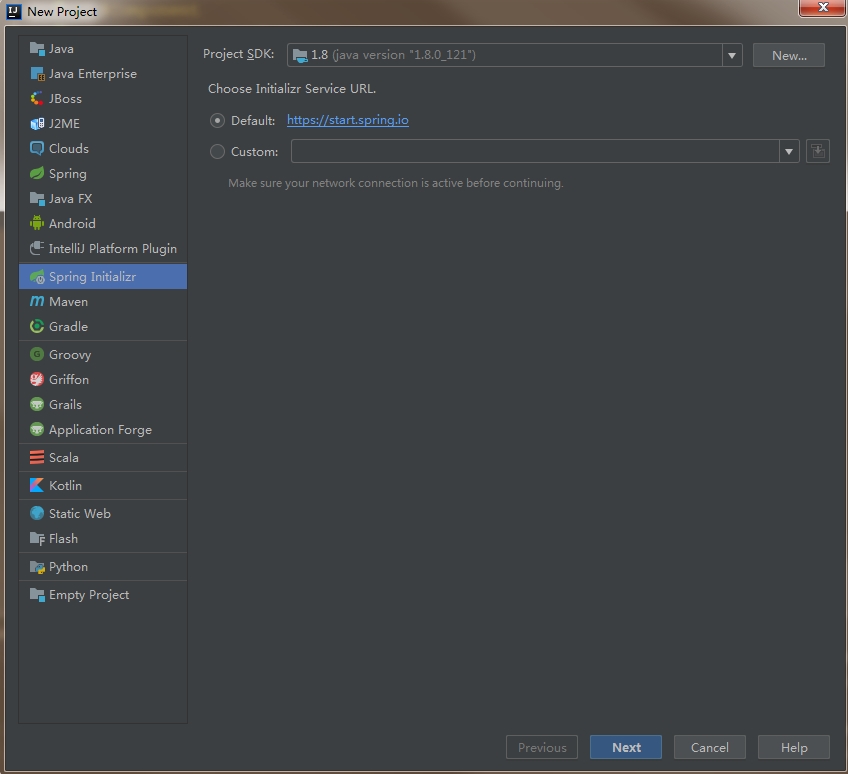 New Project
Java
Java Enterprise
JBoss
J2ME
Clouds
Spring
Java FX
Android
IntelliJ Platform Plugin
Spring Initializr
Maven
Gradle
Groovy
Griffon
Grails
Application Forge
Scala
Kotlin
Static Web
Flash
Python
Empty Project
Project SDK: 1.8 (java version "1.8.0_121") New...
Choose Initializr Service URL.
Default: https://start.spring.io
Custom:
Make sure your network connection is active before continuing.
Previous Next Cancel Help